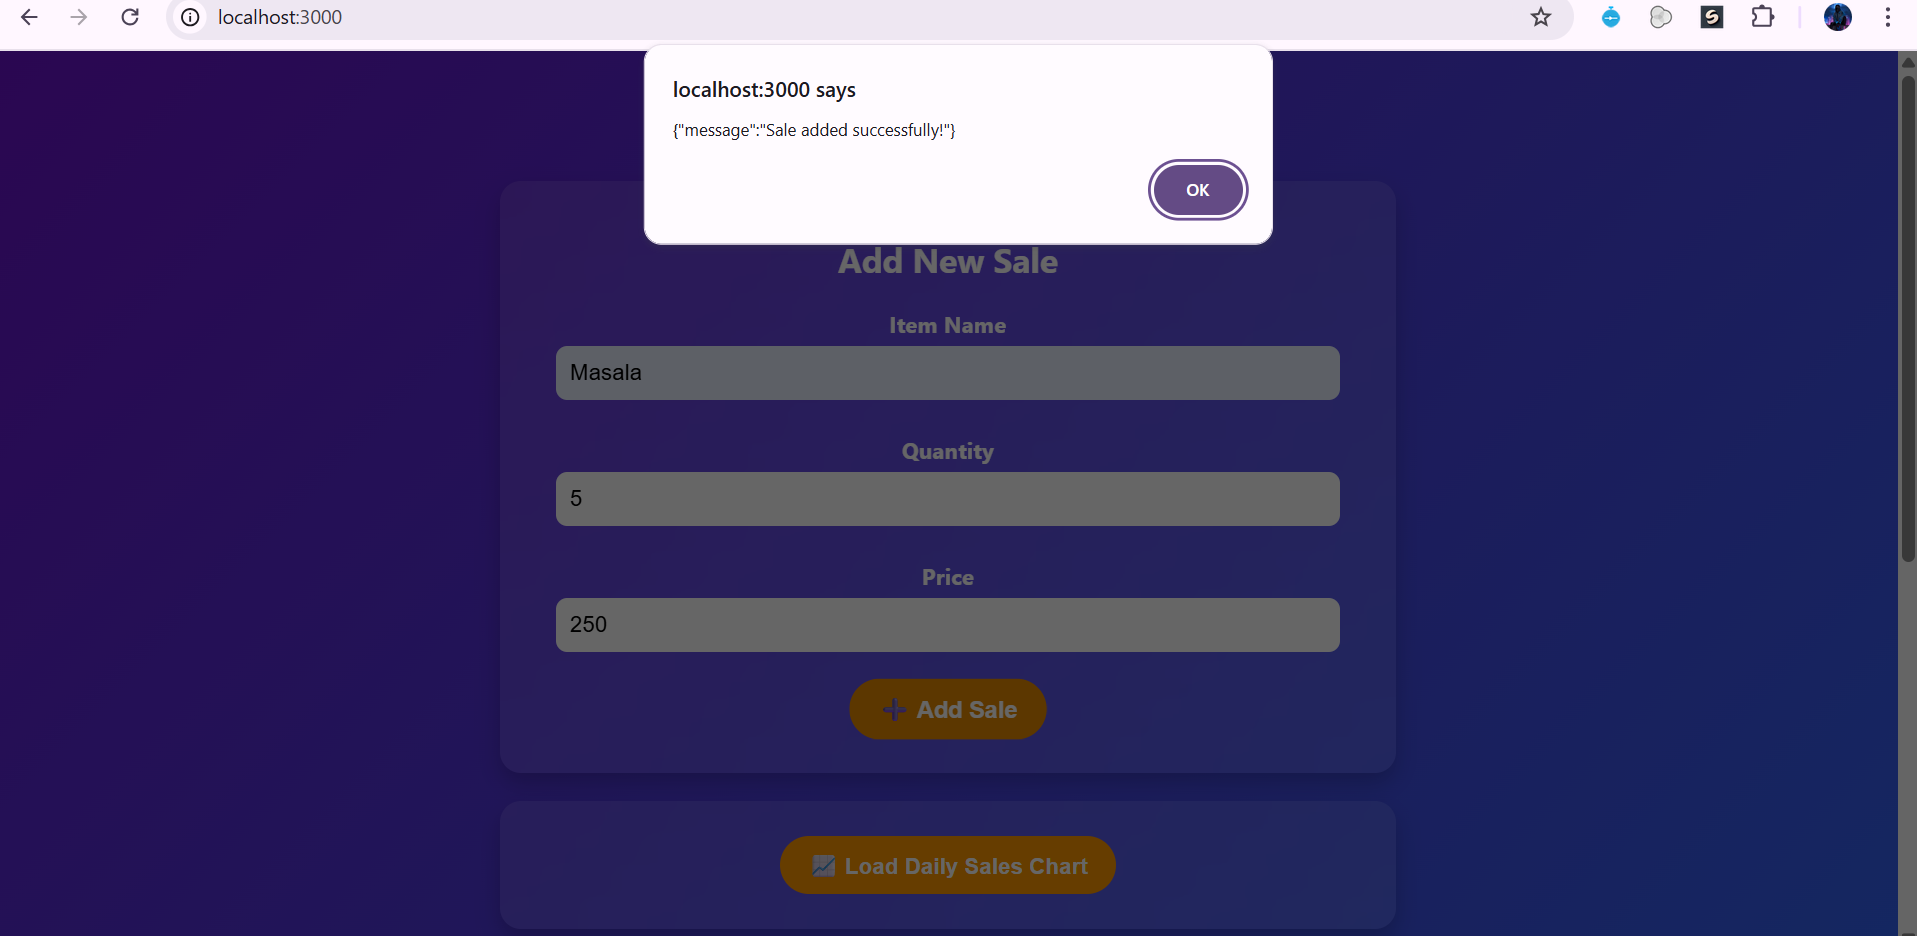 localhost:3000
localhost:3000 says
{"message":"Sale added successfully!"}
OK
Add New Sale
Item Name
Masala
Quantity
5
Price
250
➕ Add Sale
📈 Load Daily Sales Chart